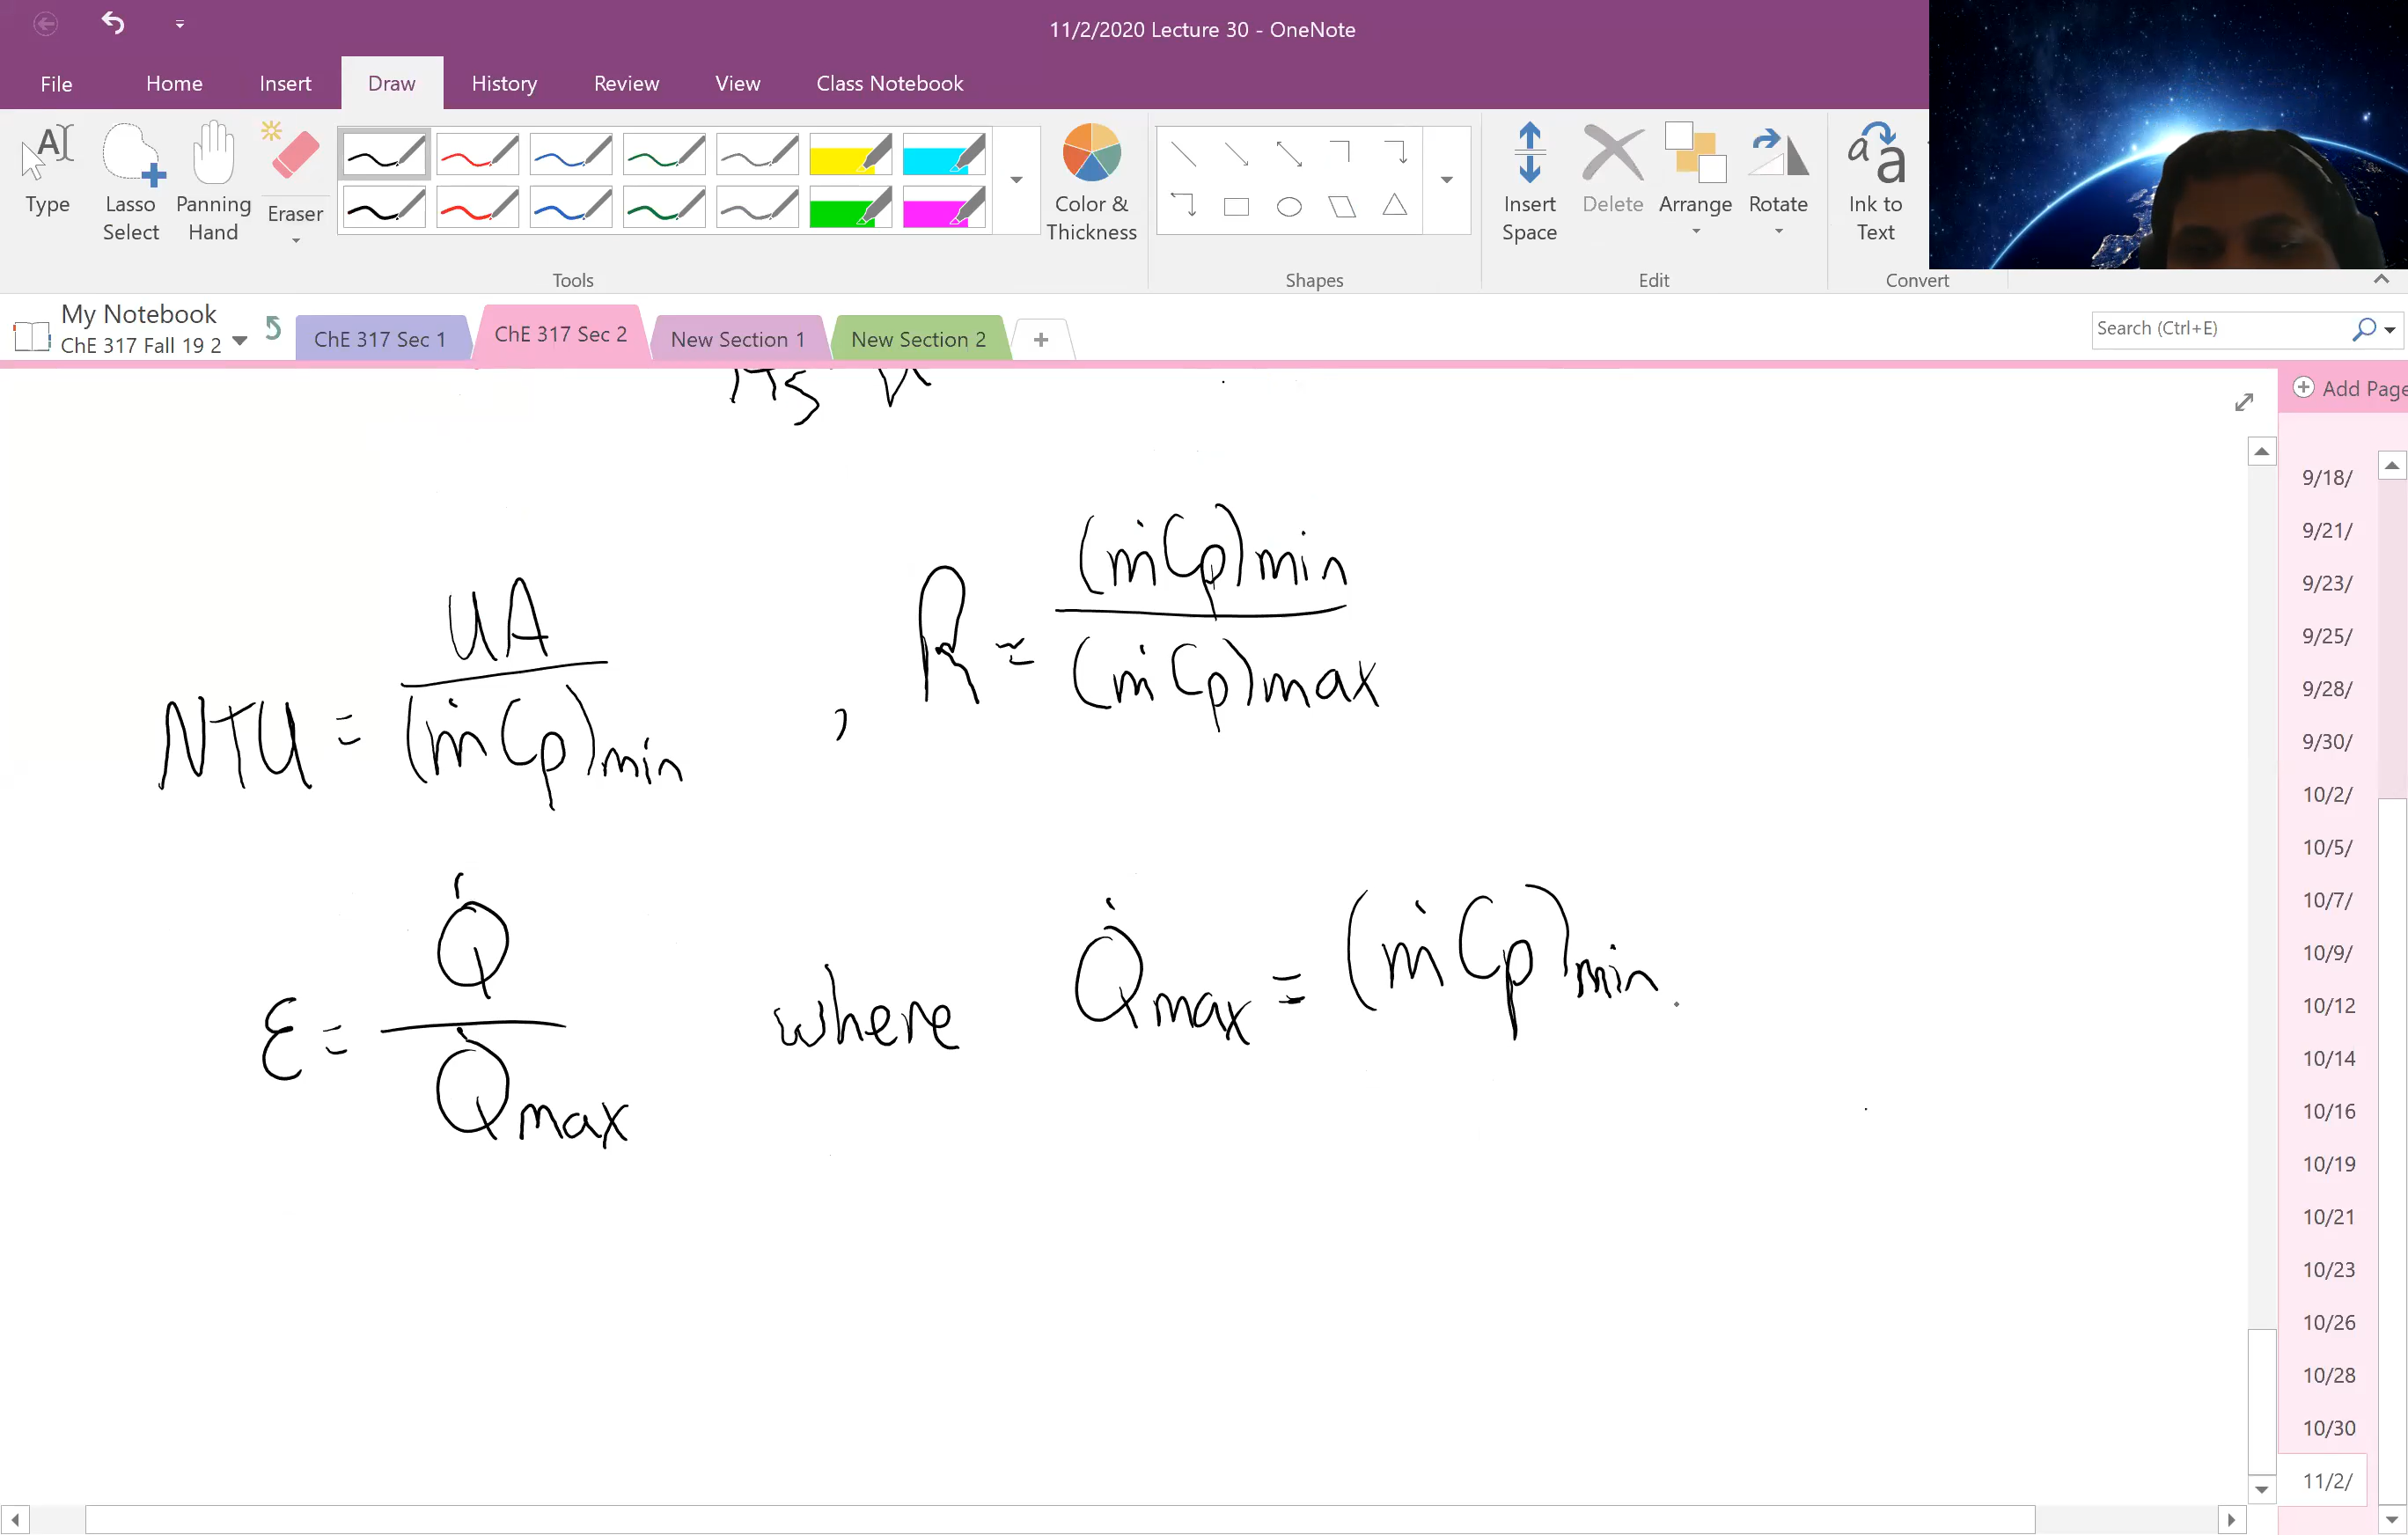 11/2/2020 Lecture 30 - OneNote
File Home Insert Draw History Review View Class Notebook
Type Lasso Select Panning Hand Eraser Color & Thickness Insert Space Delete Arrange Rotate Ink to Text
Tools Shapes Edit Convert
My Notebook
ChE 317 Fall 19 2
ChE 317 Sec 1 ChE 317 Sec 2 New Section 1 New Section 2 +
Search (Ctrl+E)
Add Page
NTU = UA / (ṁCp)min , R = (ṁCp)min / (ṁCp)max
ε = Q̇ / Q̇max where Q̇max = (ṁCp)min
9/18/
9/21/
9/23/
9/25/
9/28/
9/30/
10/2/
10/5/
10/7/
10/9/
10/12
10/14
10/16
10/19
10/21
10/23
10/26
10/28
10/30
11/2/